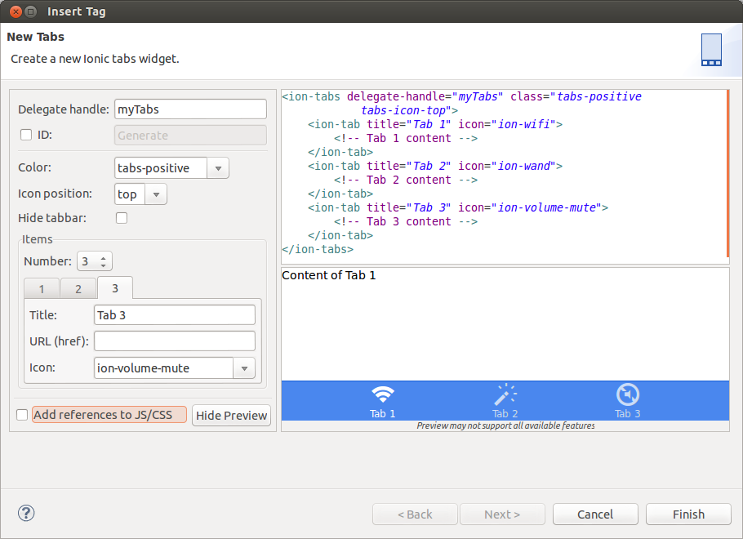 Insert Tag
New Tabs
Create a new Ionic tabs widget.
Delegate handle: myTabs
ID: Generate
Color: tabs-positive
Icon position: top
Hide tabbar:
Items
Number: 3
1 2 3
Title: Tab 3
URL (href):
Icon: ion-volume-mute
Add references to JS/CSS Hide Preview
<ion-tabs delegate-handle="myTabs" class="tabs-positive
tabs-icon-top">
<ion-tab title="Tab 1" icon="ion-wifi">
<!-- Tab 1 content -->
</ion-tab>
<ion-tab title="Tab 2" icon="ion-wand">
<!-- Tab 2 content -->
</ion-tab>
<ion-tab title="Tab 3" icon="ion-volume-mute">
<!-- Tab 3 content -->
</ion-tab>
</ion-tabs>
Content of Tab 1
Tab 1 Tab 2 Tab 3
Preview may not support all available features
? < Back Next > Cancel Finish